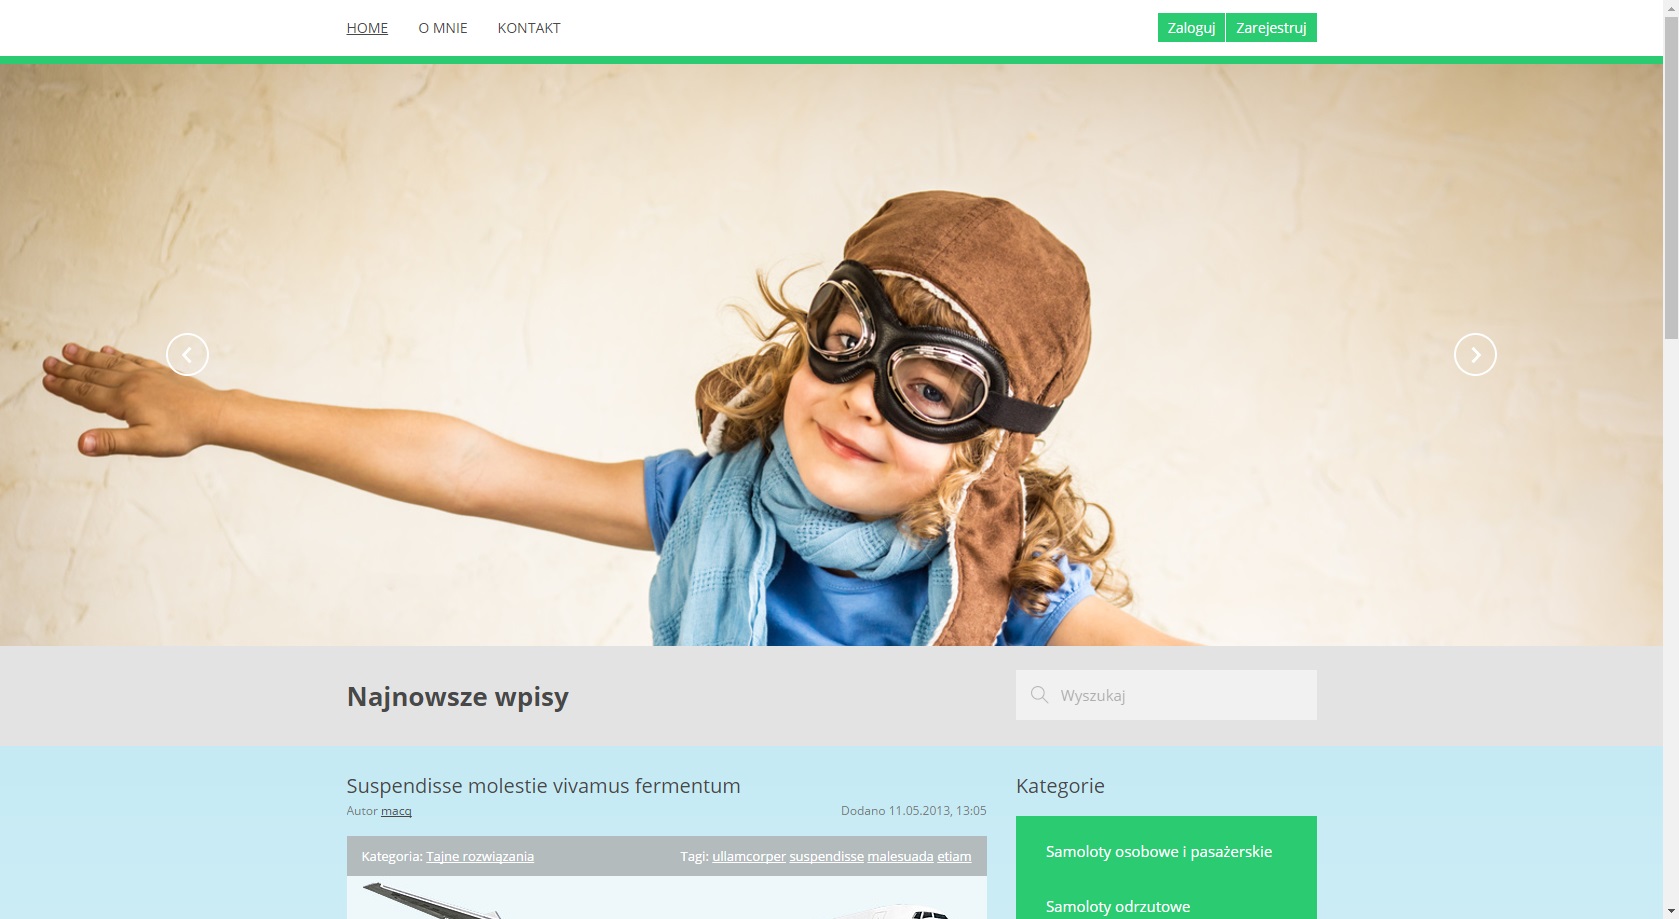 HOME O MNIE KONTAKT Zaloguj Zarejestruj
Najnowsze wpisy
Wyszukaj
Suspendisse molestie vivamus fermentum
Autor macq Dodano 11.05.2013, 13:05
Kategoria: Tajne rozwiązania Tagi: ullamcorper suspendisse malesuada etiam
Kategorie
Samoloty osobowe i pasażerskie
Samoloty odrzutowe